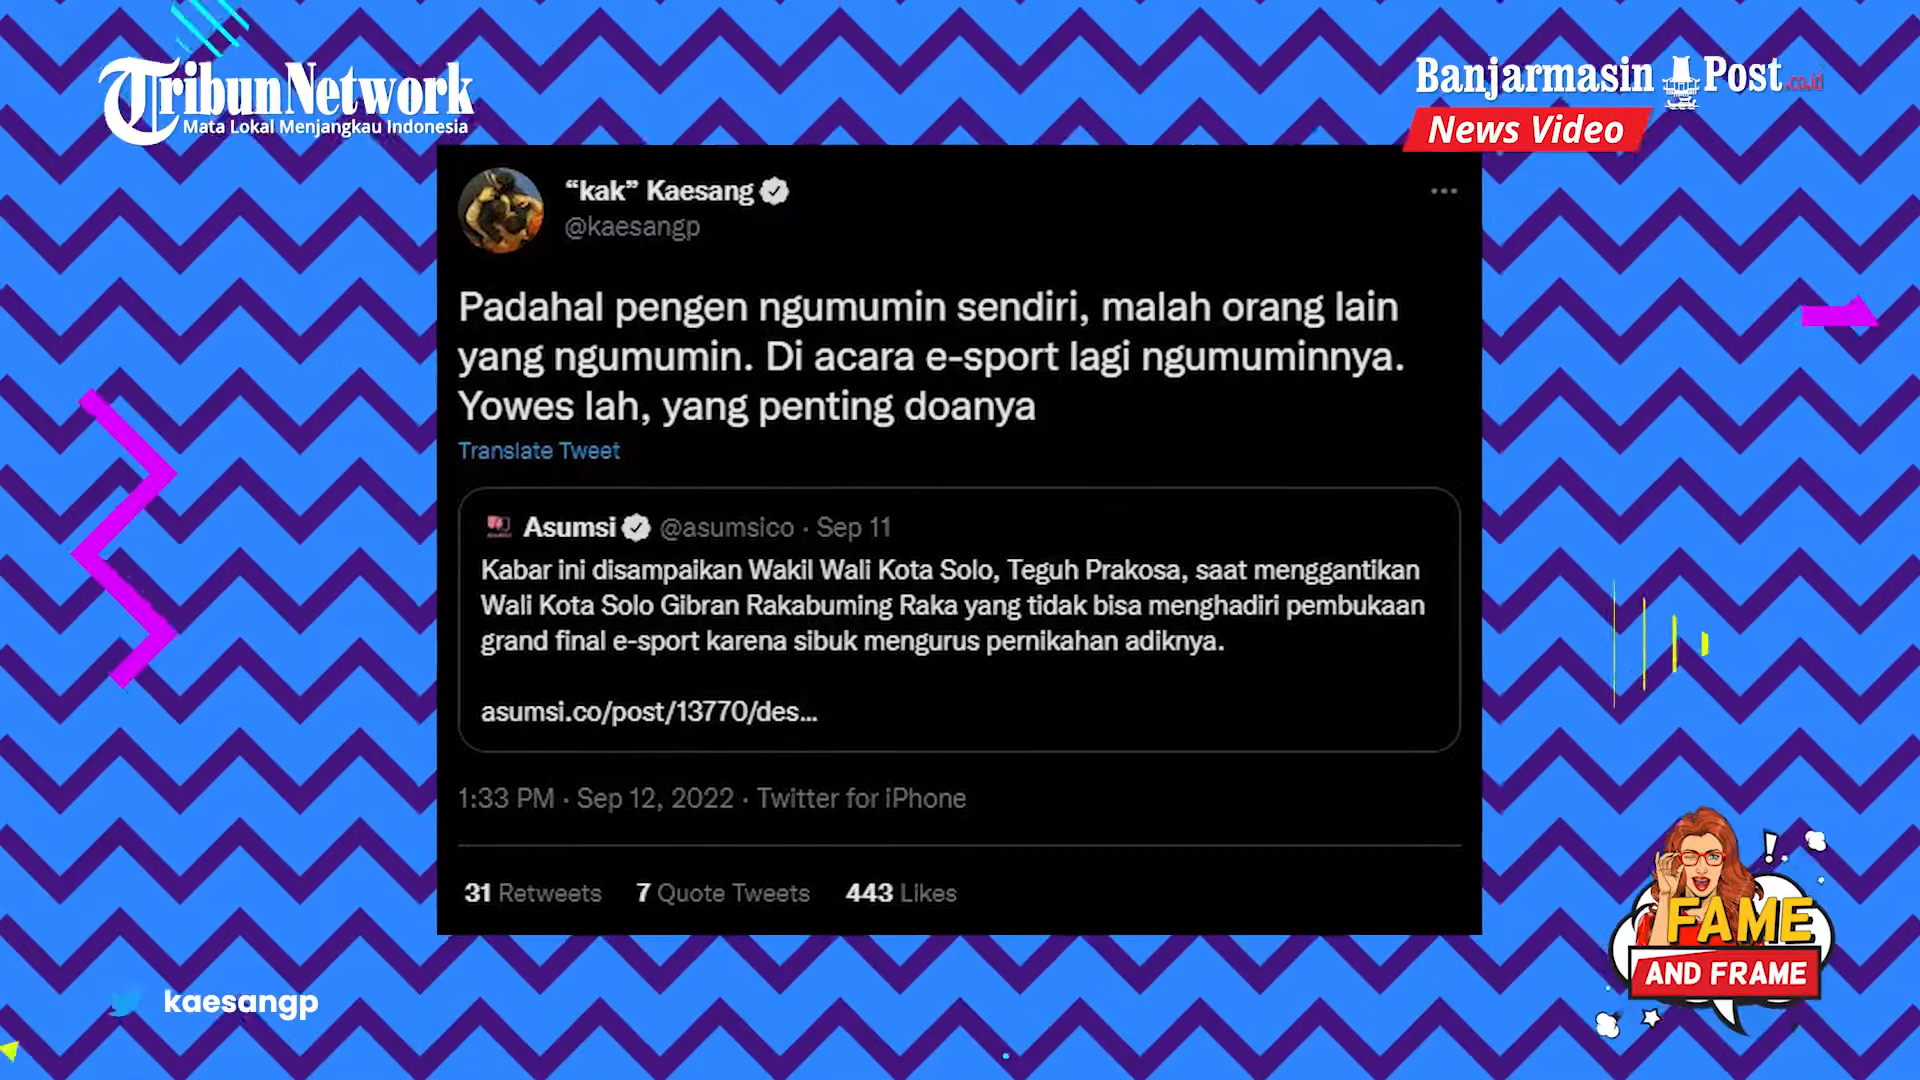 TribunNetwork
Mata Lokal Menjangkau Indonesia
Banjarmasin Post.co.id
News Video
“kak” Kaesang
@kaesangp
Padahal pengen ngumumin sendiri, malah orang lain
yang ngumumin. Di acara e-sport lagi ngumuminnya.
Yowes lah, yang penting doanya
Translate Tweet
Asumsi @asumsico · Sep 11
Kabar ini disampaikan Wakil Wali Kota Solo, Teguh Prakosa, saat menggantikan
Wali Kota Solo Gibran Rakabuming Raka yang tidak bisa menghadiri pembukaan
grand final e-sport karena sibuk mengurus pernikahan adiknya.
asumsi.co/post/13770/des...
1:33 PM · Sep 12, 2022 · Twitter for iPhone
31 Retweets 7 Quote Tweets 443 Likes
FAME
AND FRAME
kaesangp